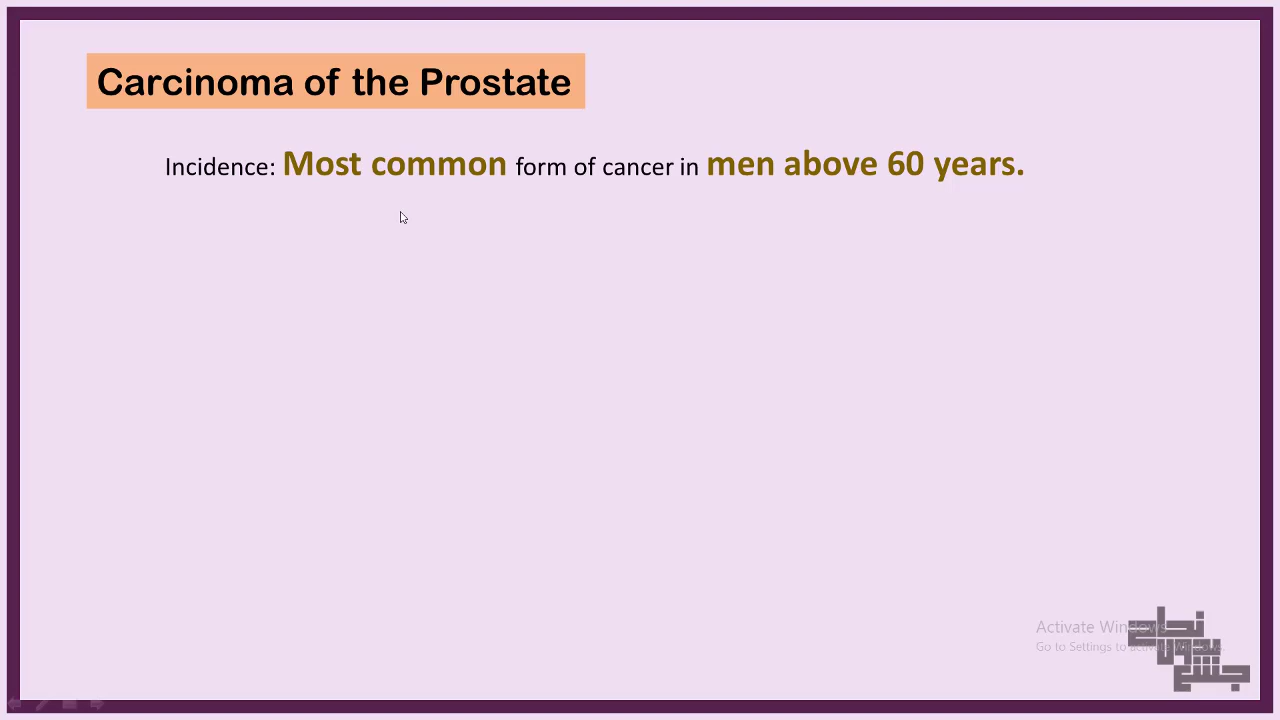 Carcinoma of the Prostate
Incidence: Most common form of cancer in men above 60 years.
Activate Windows
Go to Settings to activate Windows.